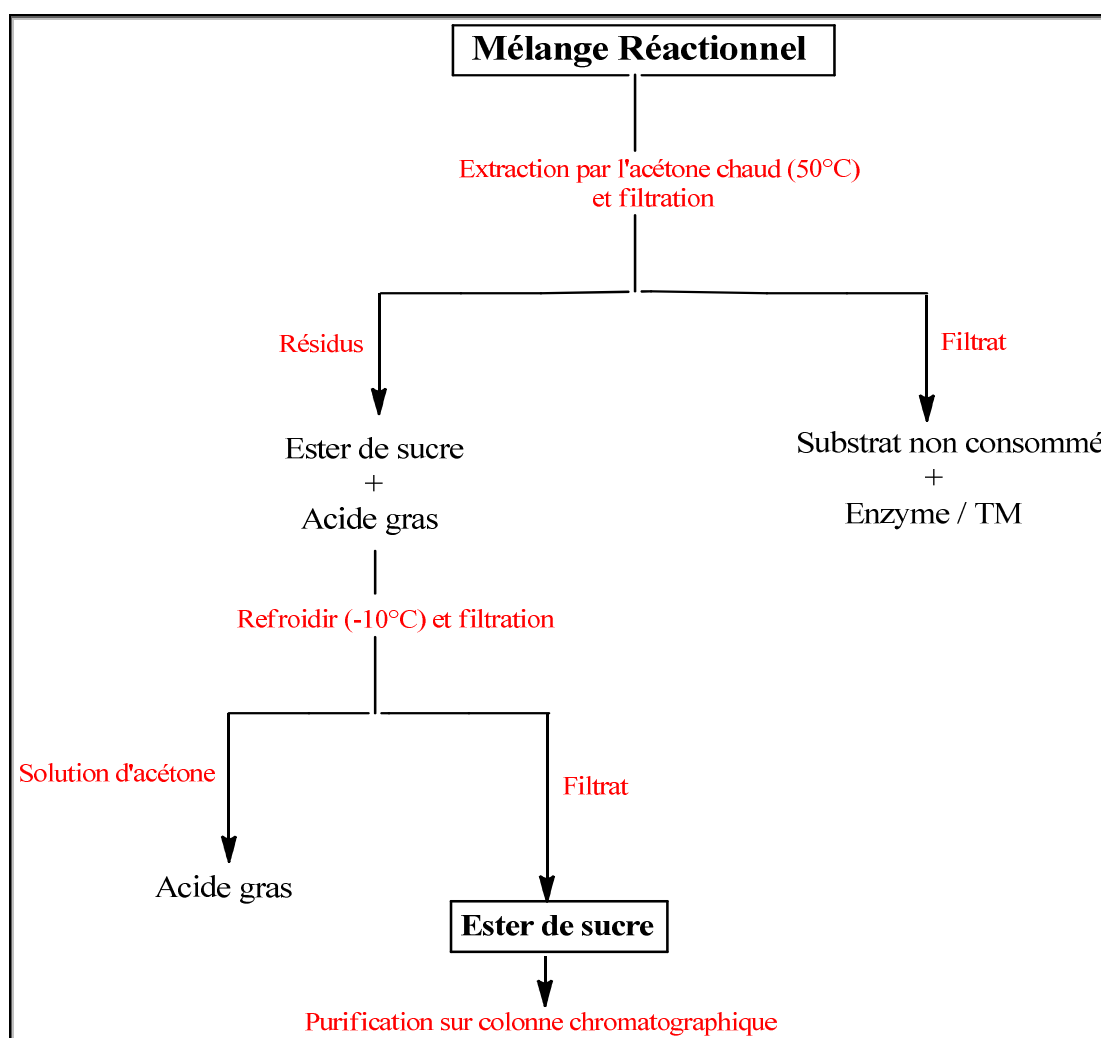 Mélange Réactionnel
Extraction par l'acétone chaud (50°C)
et filtration
Résidus
Filtrat
Ester de sucre
+
Acide gras
Substrat non consommé
+
Enzyme / TM
Refroidir (-10°C) et filtration
Solution d'acétone
Filtrat
Acide gras
Ester de sucre
Purification sur colonne chromatographique